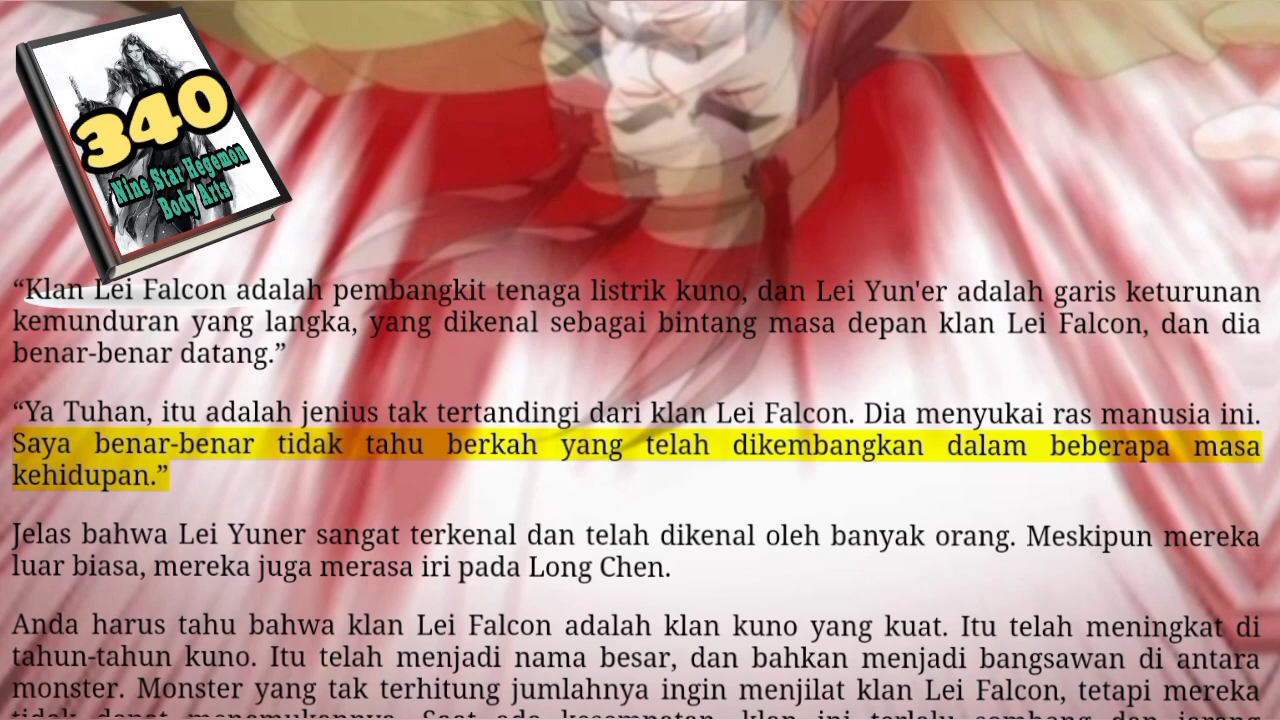 340
Nine Star Hegemon
Body Arts
“Klan Lei Falcon adalah pembangkit tenaga listrik kuno, dan Lei Yun'er adalah garis keturunan
kemunduran yang langka, yang dikenal sebagai bintang masa depan klan Lei Falcon, dan dia
benar-benar datang.”
“Ya Tuhan, itu adalah jenius tak tertandingi dari klan Lei Falcon. Dia menyukai ras manusia ini.
Saya benar-benar tidak tahu berkah yang telah dikembangkan dalam beberapa masa
kehidupan.”
Jelas bahwa Lei Yuner sangat terkenal dan telah dikenal oleh banyak orang. Meskipun mereka
luar biasa, mereka juga merasa iri pada Long Chen.
Anda harus tahu bahwa klan Lei Falcon adalah klan kuno yang kuat. Itu telah meningkat di
tahun-tahun kuno. Itu telah menjadi nama besar, dan bahkan menjadi bangsawan di antara
monster. Monster yang tak terhitung jumlahnya ingin menjilat klan Lei Falcon, tetapi mereka